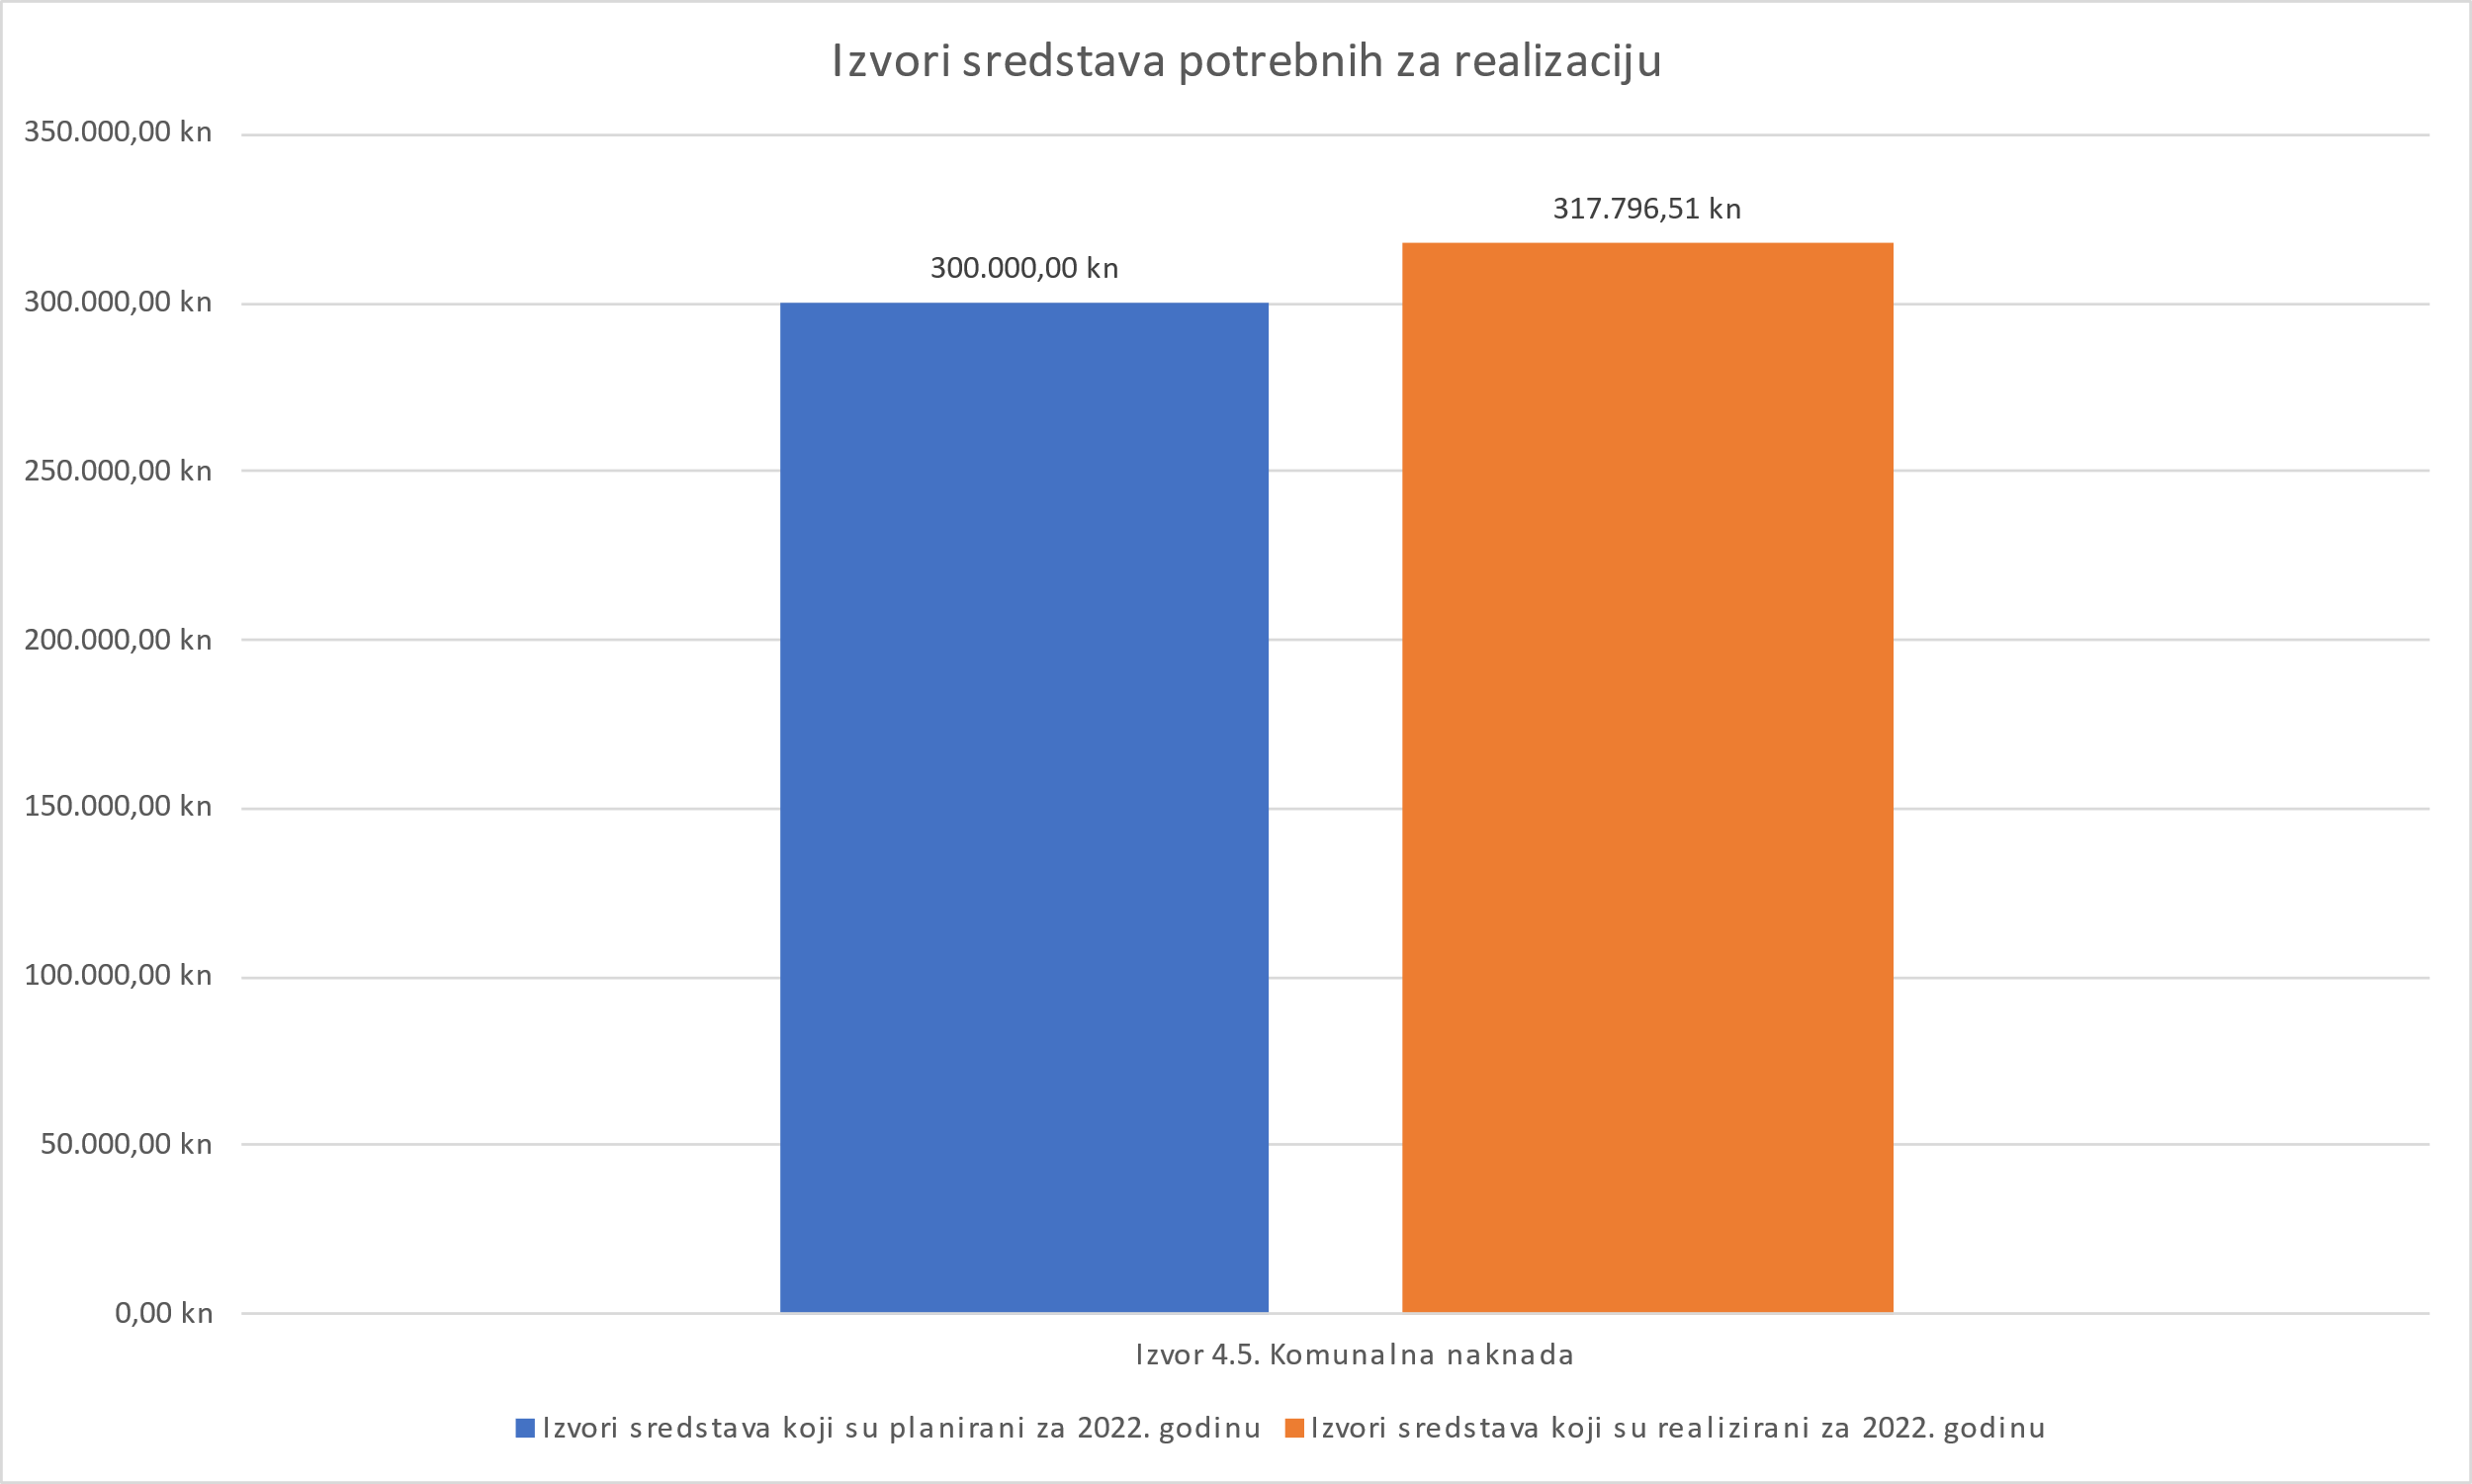 Izvori sredstava potrebnih za realizaciju
350.000,00 kn
300.000,00 kn
250.000,00 kn
200.000,00 kn
150.000,00 kn
100.000,00 kn
50.000,00 kn
0,00 kn
317.796,51 kn
300.000,00 kn
Izvor 4.5. Komunalna naknada
Izvori sredstava koji su planirani za 2022. godinu
Izvori sredstava koji su realizirani za 2022. godinu